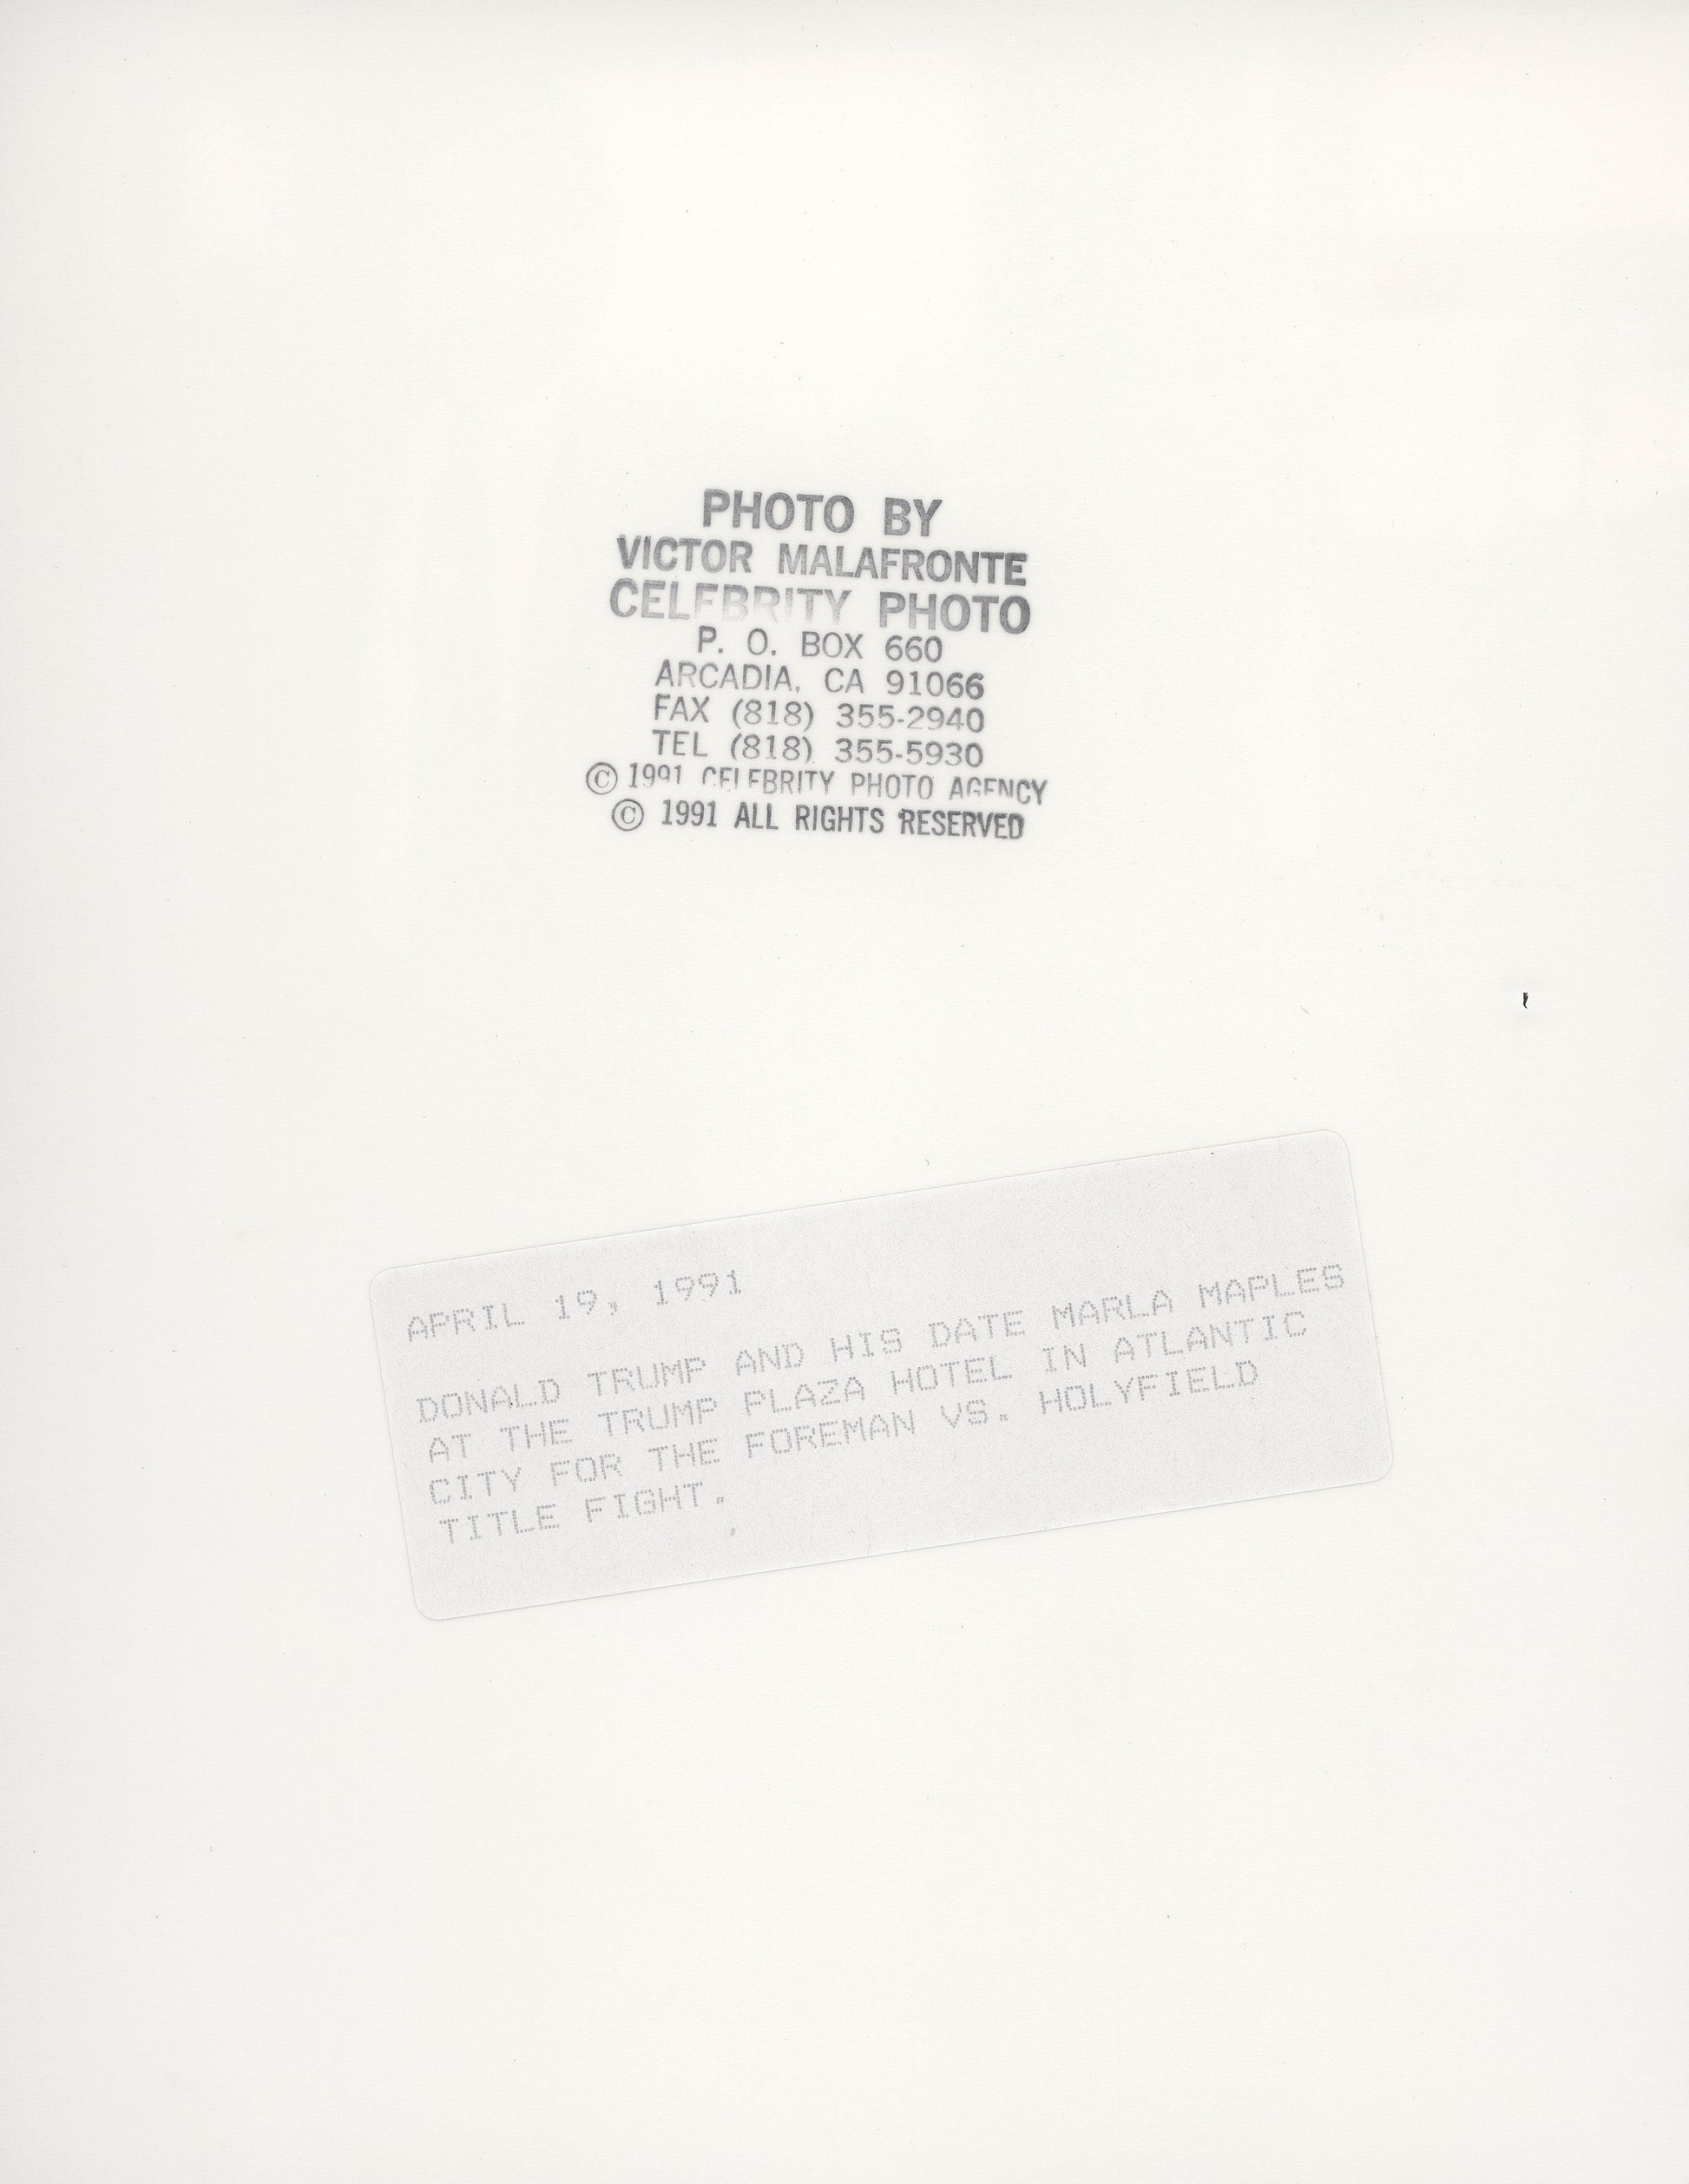 PHOTO BY
VICTOR MALAFRONTE
CELEBRITY PHOTO
P. O. BOX 660
ARCADIA, CA 91066
FAX (818) 355-2940
TEL (818) 355-5930
© 1991 CELEBRITY PHOTO AGENCY
© 1991 ALL RIGHTS RESERVED
APRIL 19, 1991
DONALD TRUMP AND HIS DATE MARLA MAPLES
AT THE TRUMP PLAZA HOTEL IN ATLANTIC
CITY FOR THE FOREMAN VS. HOLYFIELD
TITLE FIGHT.